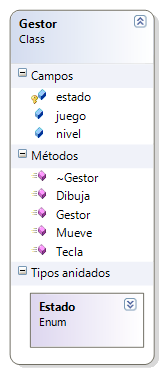 Gestor
Class
Campos
estado
juego
nivel
Métodos
~Gestor
Dibuja
Gestor
Mueve
Tecla
Tipos anidados
Estado
Enum